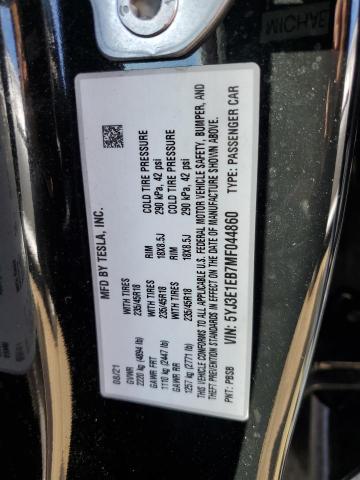 MFD BY TESLA, INC.
08/21
GVWR
2220 kg (4894 lb)
GAWR FRT
1110 kg (2447 lb)
GAWR RR
1257 kg (2771 lb)
WITH TIRES
235/45R18
WITH TIRES
235/45R18
RIM
18X8.5J
RIM
18X8.5J
COLD TIRE PRESSURE
290 kPa, 42 psi
COLD TIRE PRESSURE
290 kPa, 42 psi
THIS VEHICLE CONFORMS TO ALL APPLICABLE U.S. FEDERAL MOTOR VEHICLE SAFETY, BUMPER, AND
THEFT PREVENTION STANDARDS IN EFFECT ON THE DATE OF MANUFACTURE SHOWN ABOVE.
VIN: 5YJ3E1EB7MF044860
TYPE: PASSENGER CAR
PNT: PBSB